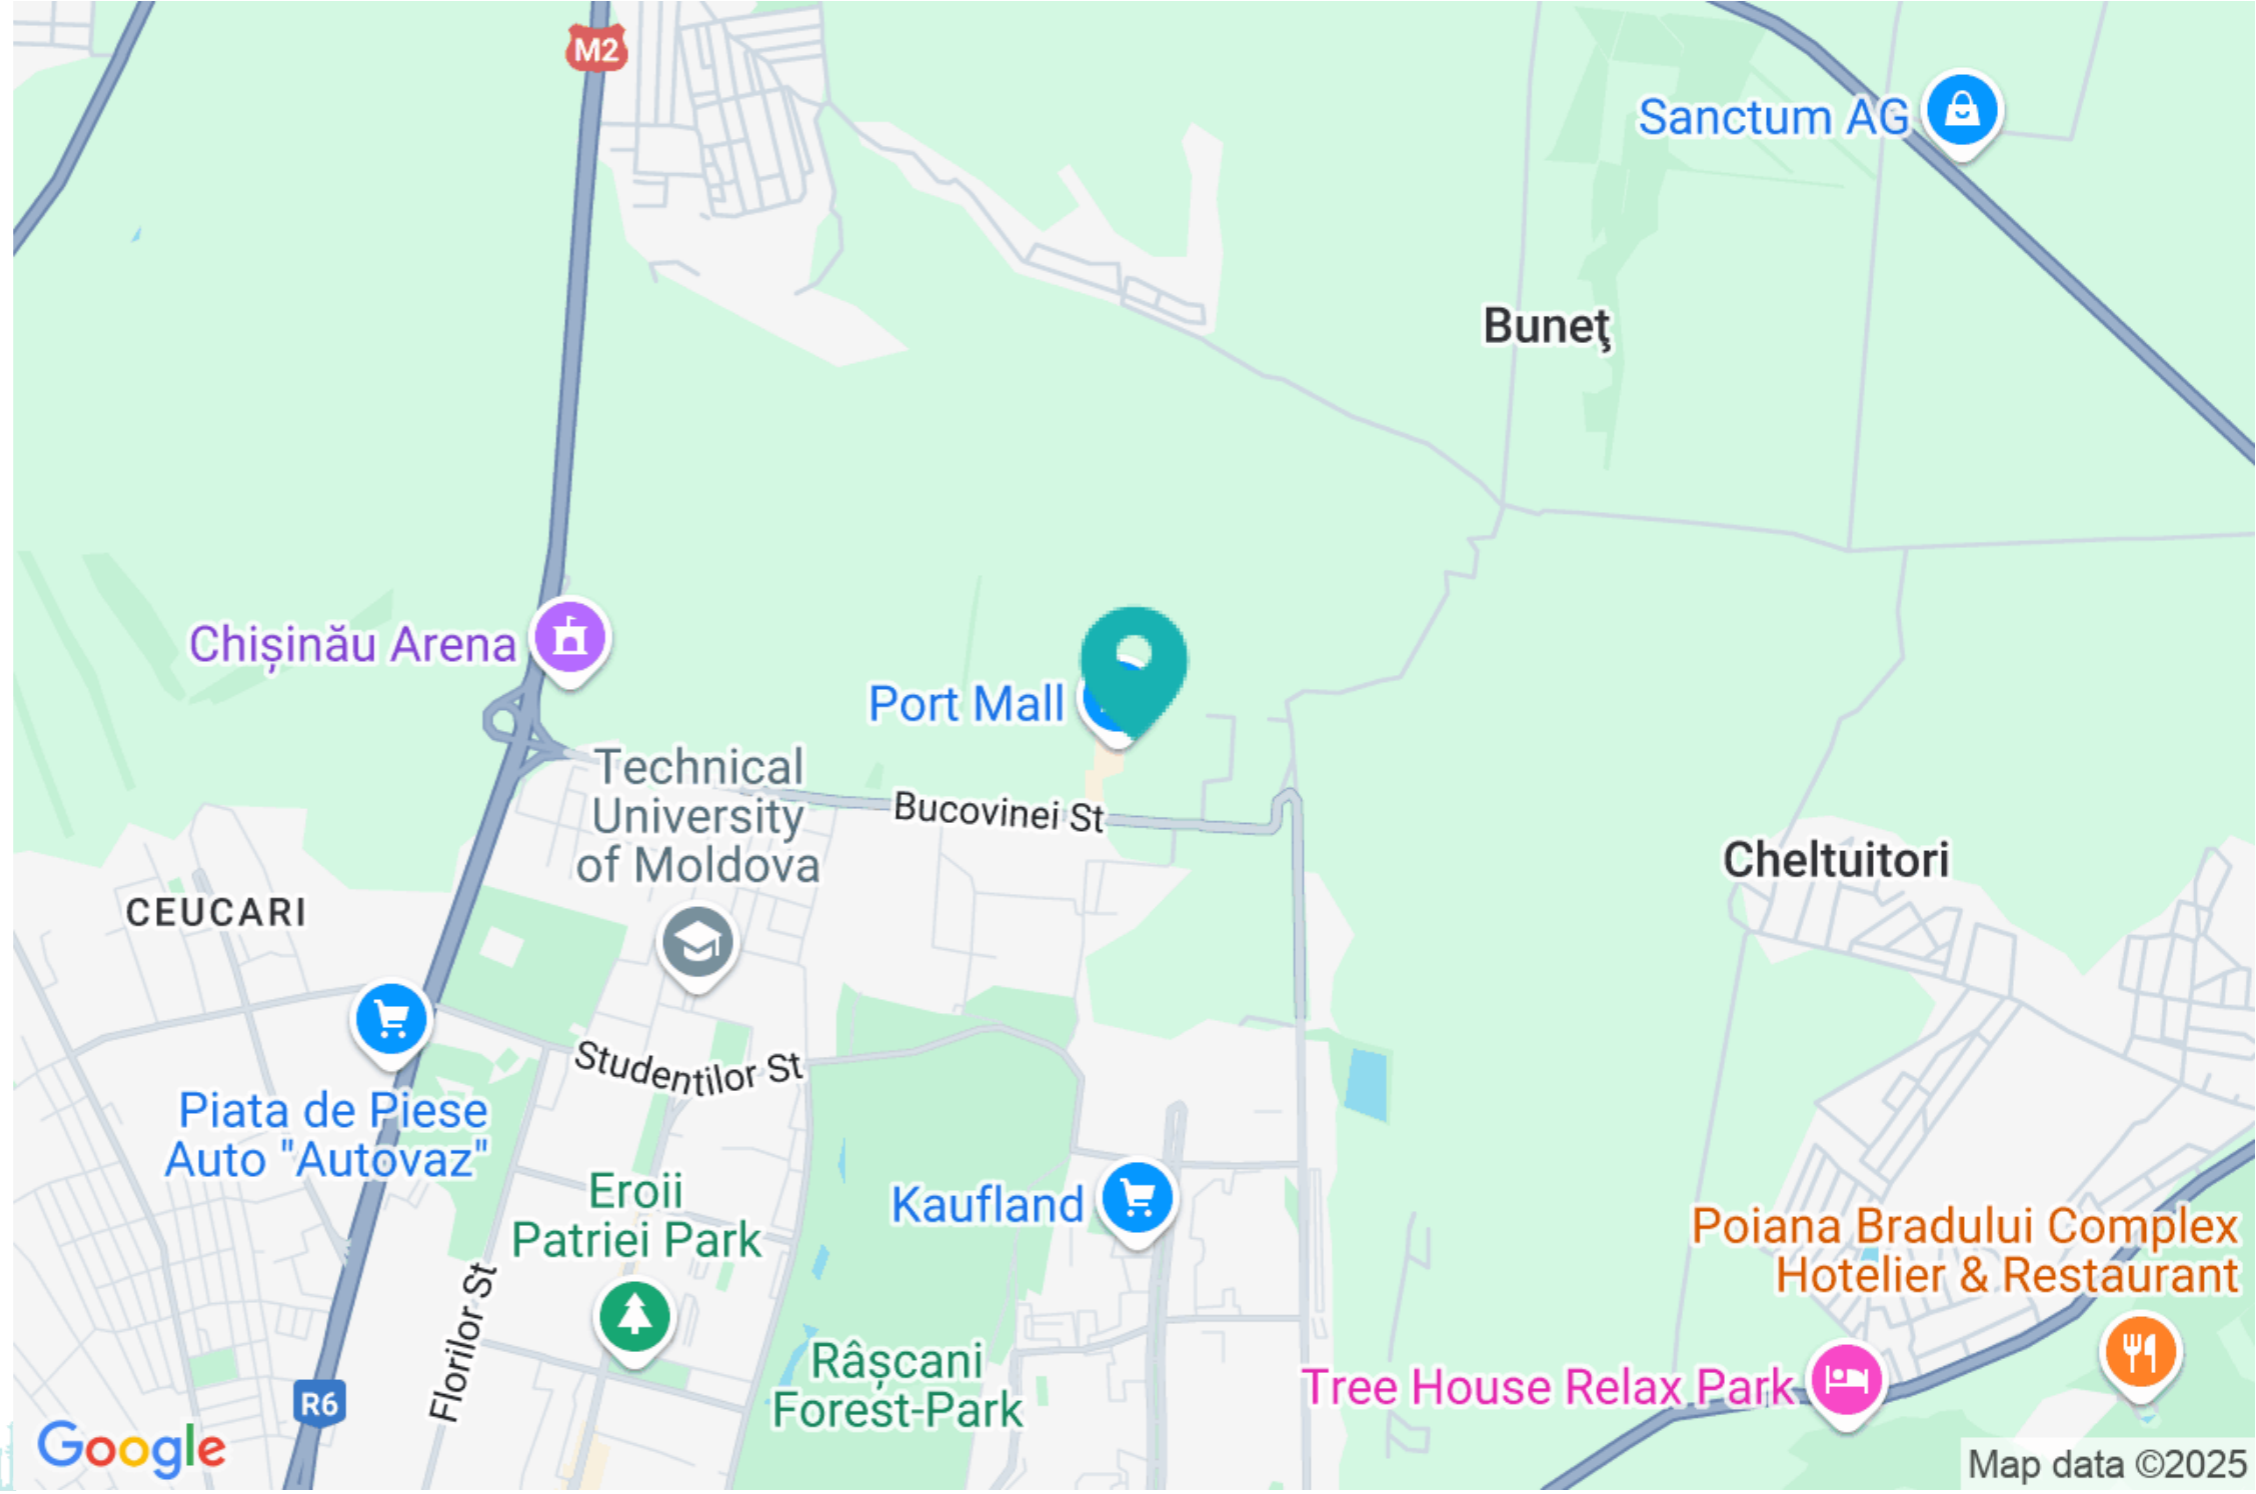 M2
Sanctum AG
Buneţ
Chișinău Arena
Port Mall
Technical
University
of Moldova
Bucovinei St
Cheltuitori
CEUCARI
Studentilor St
Piata de Piese
Auto "Autovaz"
Eroii
Patriei Park
Kaufland
Poiana Bradului Complex
Hotelier & Restaurant
Florilor St
Râșcani
Forest-Park
Tree House Relax Park
R6
Google
Map data ©2025